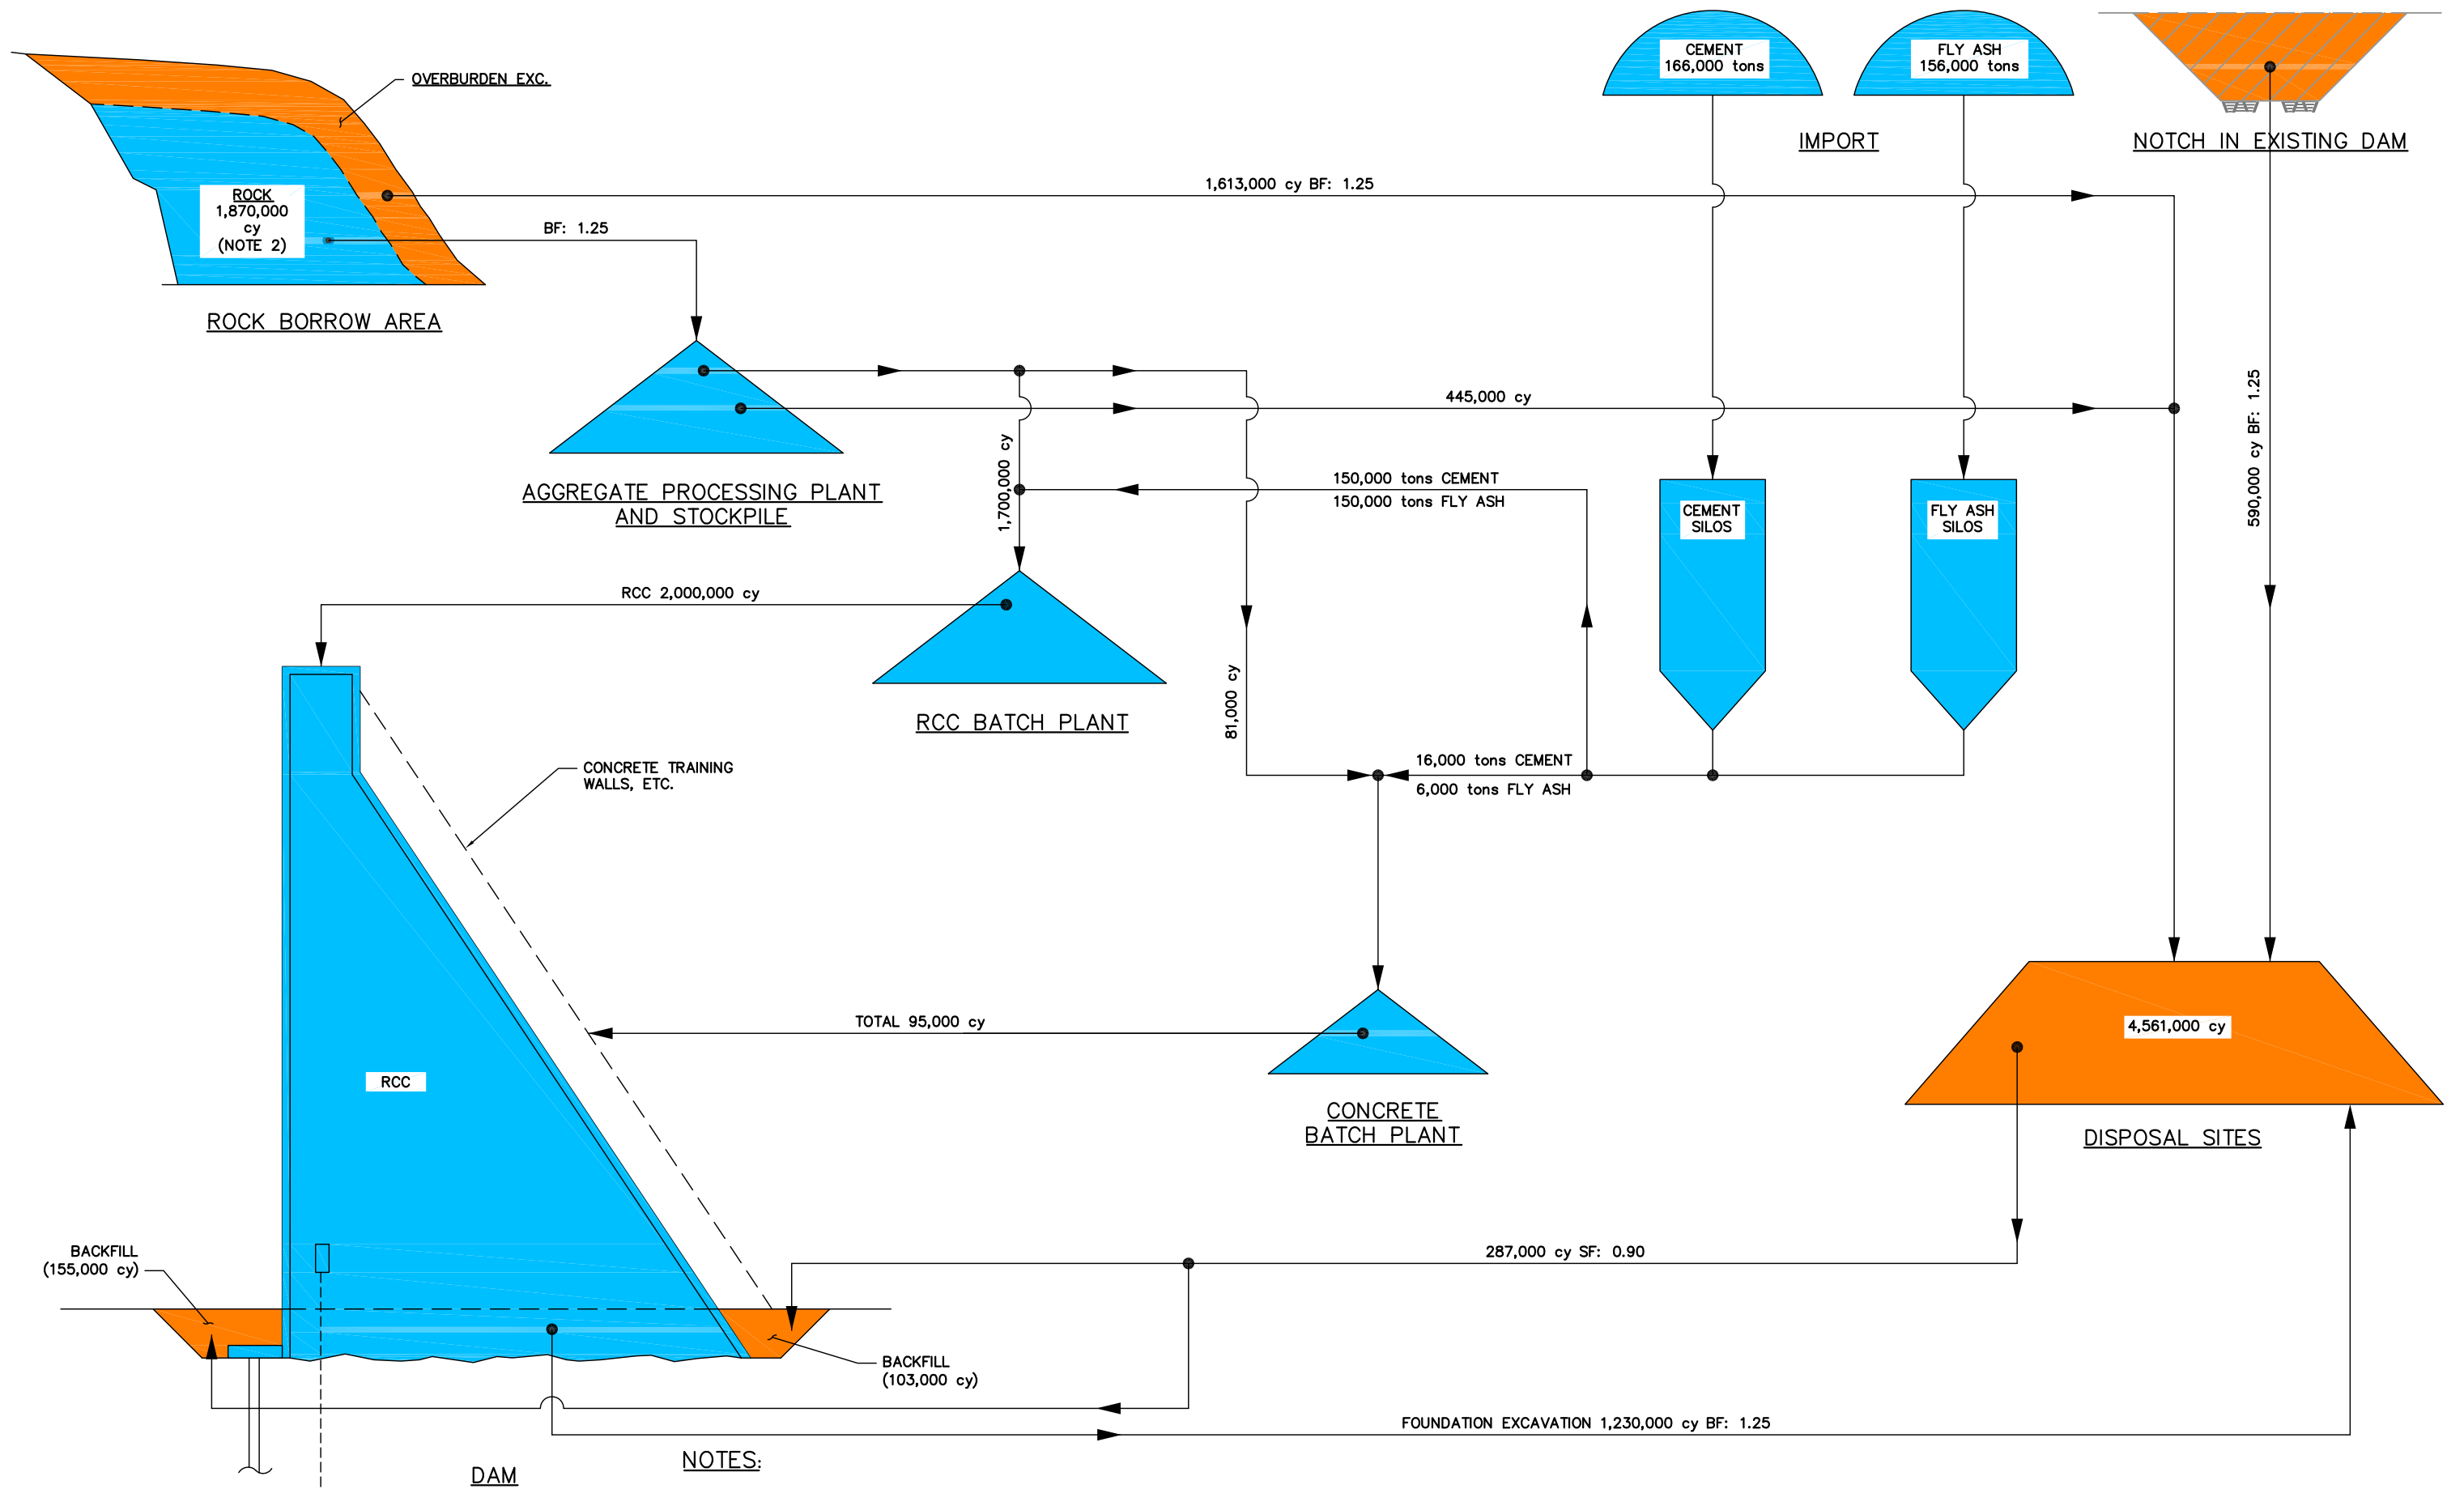 CEMENT
166,000 tons
FLY ASH
156,000 tons
OVERBURDEN EXC.
IMPORT
NOTCH IN EXISTING DAM
1,613,000 cy BF: 1.25
ROCK
1,870,000
cy
(NOTE 2)
BF: 1.25
ROCK BORROW AREA
445,000 cy
590,000 cy BF: 1.25
AGGREGATE PROCESSING PLANT
AND STOCKPILE
1,700,000 cy
150,000 tons CEMENT
150,000 tons FLY ASH
CEMENT
SILOS
FLY ASH
SILOS
RCC 2,000,000 cy
81,000 cy
RCC BATCH PLANT
CONCRETE TRAINING
WALLS, ETC.
16,000 tons CEMENT
6,000 tons FLY ASH
TOTAL 95,000 cy
4,561,000 cy
RCC
CONCRETE
BATCH PLANT
DISPOSAL SITES
BACKFILL
(155,000 cy)
287,000 cy SF: 0.90
BACKFILL
(103,000 cy)
FOUNDATION EXCAVATION 1,230,000 cy BF: 1.25
DAM
NOTES: